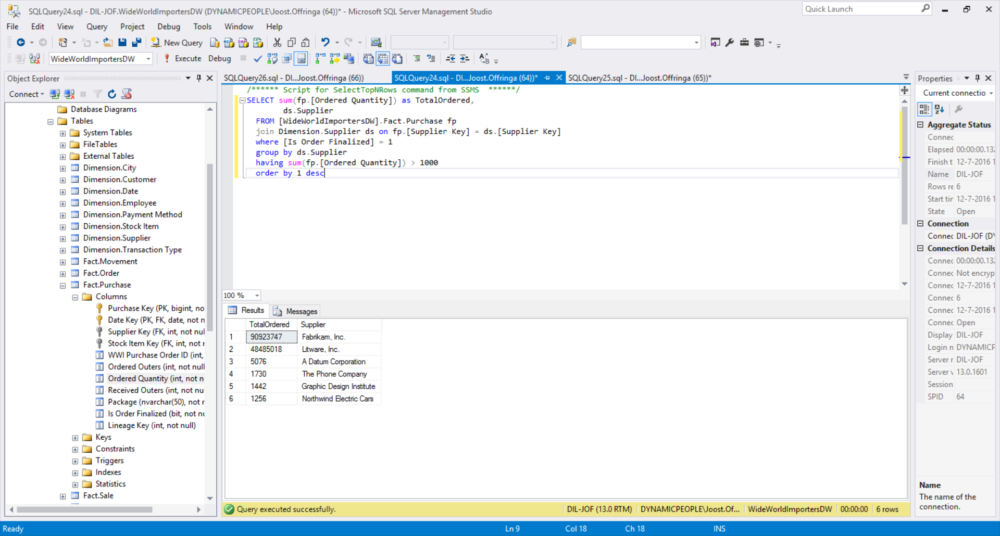 SQLQuery24.sql - DIL-JOF.WideWorldImportersDW (DYNAMICPEOPLE\Joost.Offringa (64))* - Microsoft SQL Server Management Studio
Quick Launch
File Edit View Query Project Debug Tools Window Help
New Query
WideWorldImportersDW Execute Debug
Object Explorer
Connect
Database Diagrams
Tables
System Tables
FileTables
External Tables
Dimension.City
Dimension.Customer
Dimension.Date
Dimension.Employee
Dimension.Payment Method
Dimension.Stock Item
Dimension.Supplier
Dimension.Transaction Type
Fact.Movement
Fact.Order
Fact.Purchase
Columns
Purchase Key (PK, bigint, no
Date Key (PK, FK, date, not n
Supplier Key (FK, int, not nul
Stock Item Key (FK, int, not r
WWI Purchase Order ID (int,
Ordered Outers (int, not null
Ordered Quantity (int, not n
Received Outers (int, not nu
Package (nvarchar(50), not r
Is Order Finalized (bit, not nu
Lineage Key (int, not null)
Keys
Constraints
Triggers
Indexes
Statistics
Fact.Sale
SQLQuery26.sql - DI...Joost.Offringa (66)) SQLQuery24.sql - DI...Joost.Offringa (64))* SQLQuery25.sql - DI...Joost.Offringa (65))*
/****** Script for SelectTopNRows command from SSMS  ******/
SELECT sum(fp.[Ordered Quantity]) as TotalOrdered,
ds.Supplier
FROM [WideWorldImportersDW].Fact.Purchase fp
join Dimension.Supplier ds on fp.[Supplier Key] = ds.[Supplier Key]
where [Is Order Finalized] = 1
group by ds.Supplier
having sum(fp.[Ordered Quantity]) > 1000
order by 1 desc
100 %
Results Messages
TotalOrdered Supplier
1 90923747 Fabrikam, Inc.
2 48485018 Litware, Inc.
3 5076 A Datum Corporation
4 1730 The Phone Company
5 1442 Graphic Design Institute
6 1256 Northwind Electric Cars
Query executed successfully. DIL-JOF (13.0 RTM) DYNAMICPEOPLE\Joost.Of... WideWorldImportersDW 00:00:00 6 rows
Properties
Current connectio
Aggregate Status
Connec
Elapsed 00:00:00.13
Finish t 12-7-2016 1
Name DIL-JOF
Rows re 6
Start tir 12-7-2016 1
State Open
Connection
Connec DIL-JOF (D
Connection Details
Connec 00:00:00.13
Connec Not encryp
Connec 12-7-2016 1
Connec 6
Connec 12-7-2016 1
Connec Open
Display DIL-JOF
Login n DYNAMICP
Server r DIL-JOF
Server v 13.0.1601
Session
SPID 64
Name
The name of the
connection.
Ready Ln 9 Col 18 Ch 18 INS